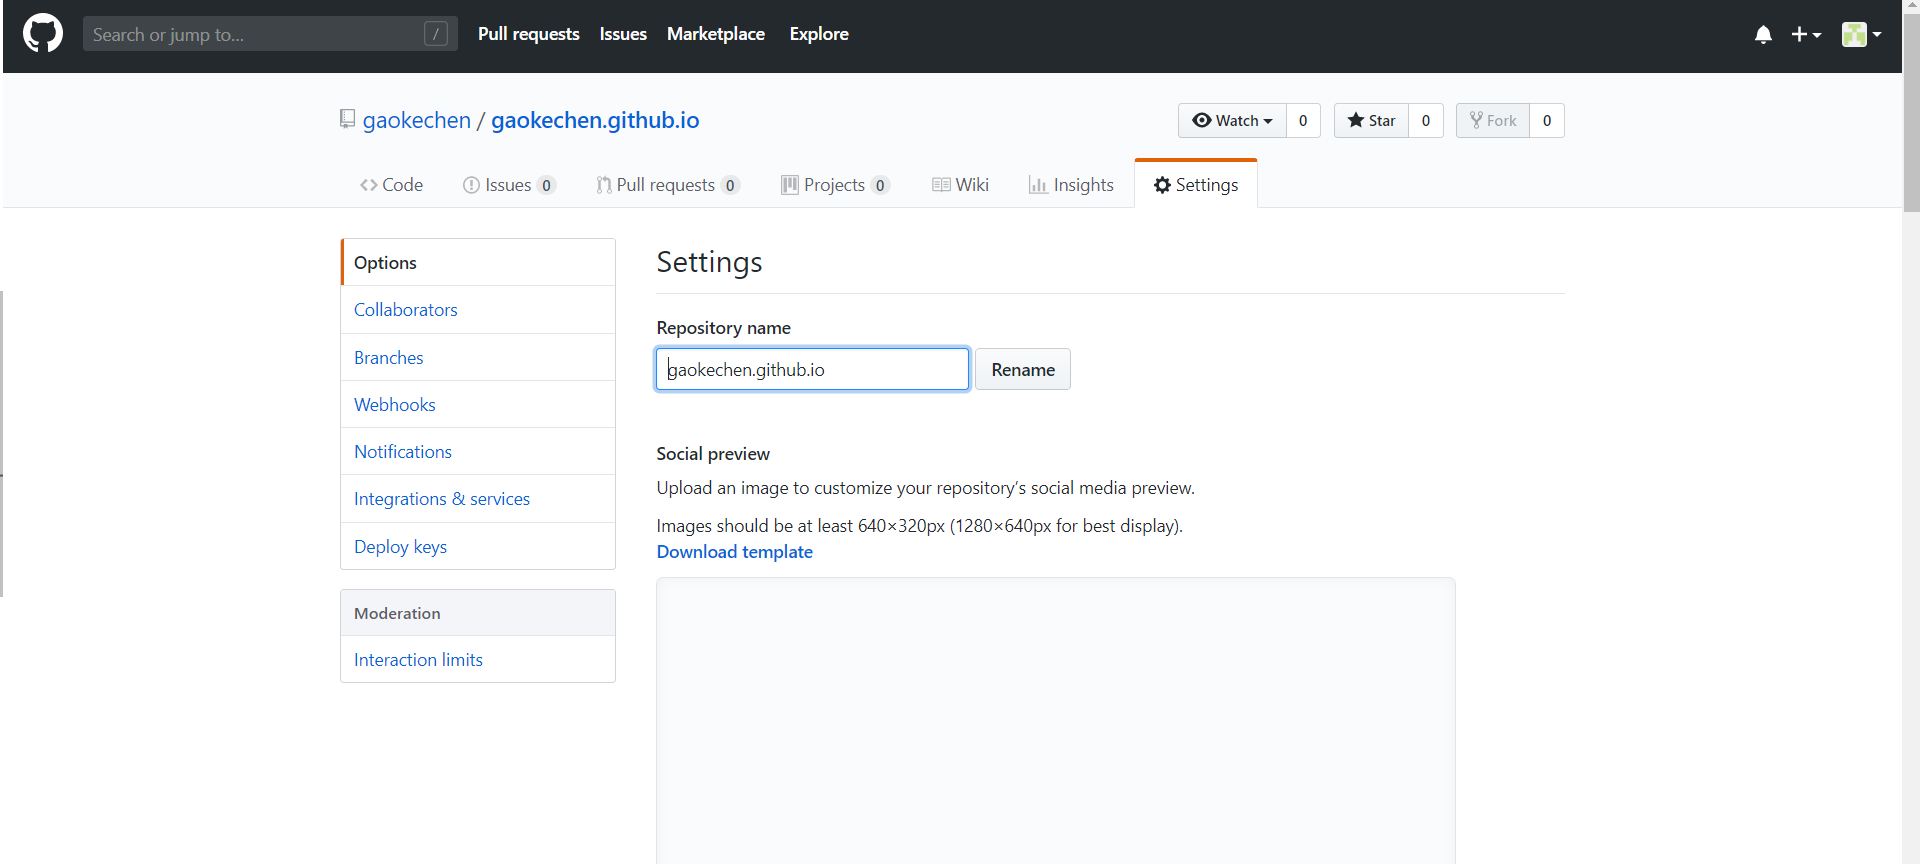 Search or jump to... / Pull requests Issues Marketplace Explore
gaokechen / gaokechen.github.io Watch 0 Star 0 Fork 0
Code Issues 0 Pull requests 0 Projects 0 Wiki Insights Settings
Options
Collaborators
Branches
Webhooks
Notifications
Integrations & services
Deploy keys
Moderation
Interaction limits
Settings
Repository name
gaokechen.github.io Rename
Social preview
Upload an image to customize your repository’s social media preview.
Images should be at least 640×320px (1280×640px for best display).
Download template